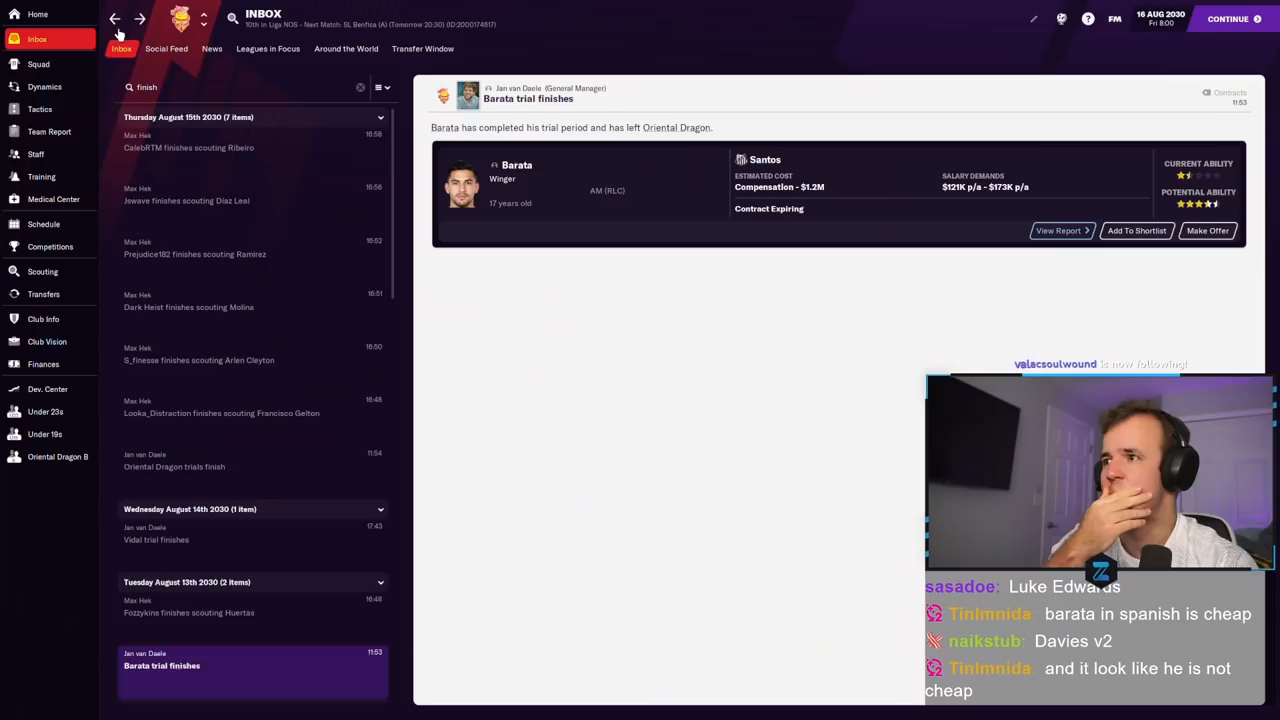 Home
Inbox
Squad
Dynamics
Tactics
Team Report
Staff
Training
Medical Center
Schedule
Competitions
Scouting
Transfers
Club Info
Club Vision
Finances
Dev. Center
Under 23s
Under 19s
Oriental Dragon B
INBOX
10th in Liga NOS - Next Match: SL Benfica (A) (Tomorrow 20:30) (ID:2000174617)
FM
16 AUG 2030
Fri 8:00
CONTINUE
Inbox
Social Feed
News
Leagues in Focus
Around the World
Transfer Window
finish
Thursday August 15th 2030 (7 items)
Max Hek 16:58
CalebRTM finishes scouting Ribeiro
Max Hek 16:56
Jswave finishes scouting Díaz Leal
Max Hek 16:52
Prejudice182 finishes scouting Ramírez
Max Hek 16:51
Dark Heist finishes scouting Molina
Max Hek 16:50
S_finesse finishes scouting Arlen Cleyton
Max Hek 16:48
Looka_Distraction finishes scouting Francisco Gelton
Jan van Daele 11:54
Oriental Dragon trials finish
Wednesday August 14th 2030 (1 item)
Jan van Daele 17:43
Vidal trial finishes
Tuesday August 13th 2030 (2 items)
Max Hek 16:48
Fozzykins finishes scouting Huertas
Jan van Daele 11:53
Barata trial finishes
Jan van Daele (General Manager)
Barata trial finishes
Contracts
11:53
Barata has completed his trial period and has left Oriental Dragon.
Barata
Winger
17 years old
AM (RLC)
Santos
ESTIMATED COST
Compensation - $1.2M
SALARY DEMANDS
$121K p/a - $173K p/a
Contract Expiring
CURRENT ABILITY
POTENTIAL ABILITY
View Report
Add To Shortlist
Make Offer
valacsoulwound is now following!
sasadoe: Luke Edwards
TinImnida: barata in spanish is cheap
naikstub: Davies v2
TinImnida: and it look like he is not
cheap